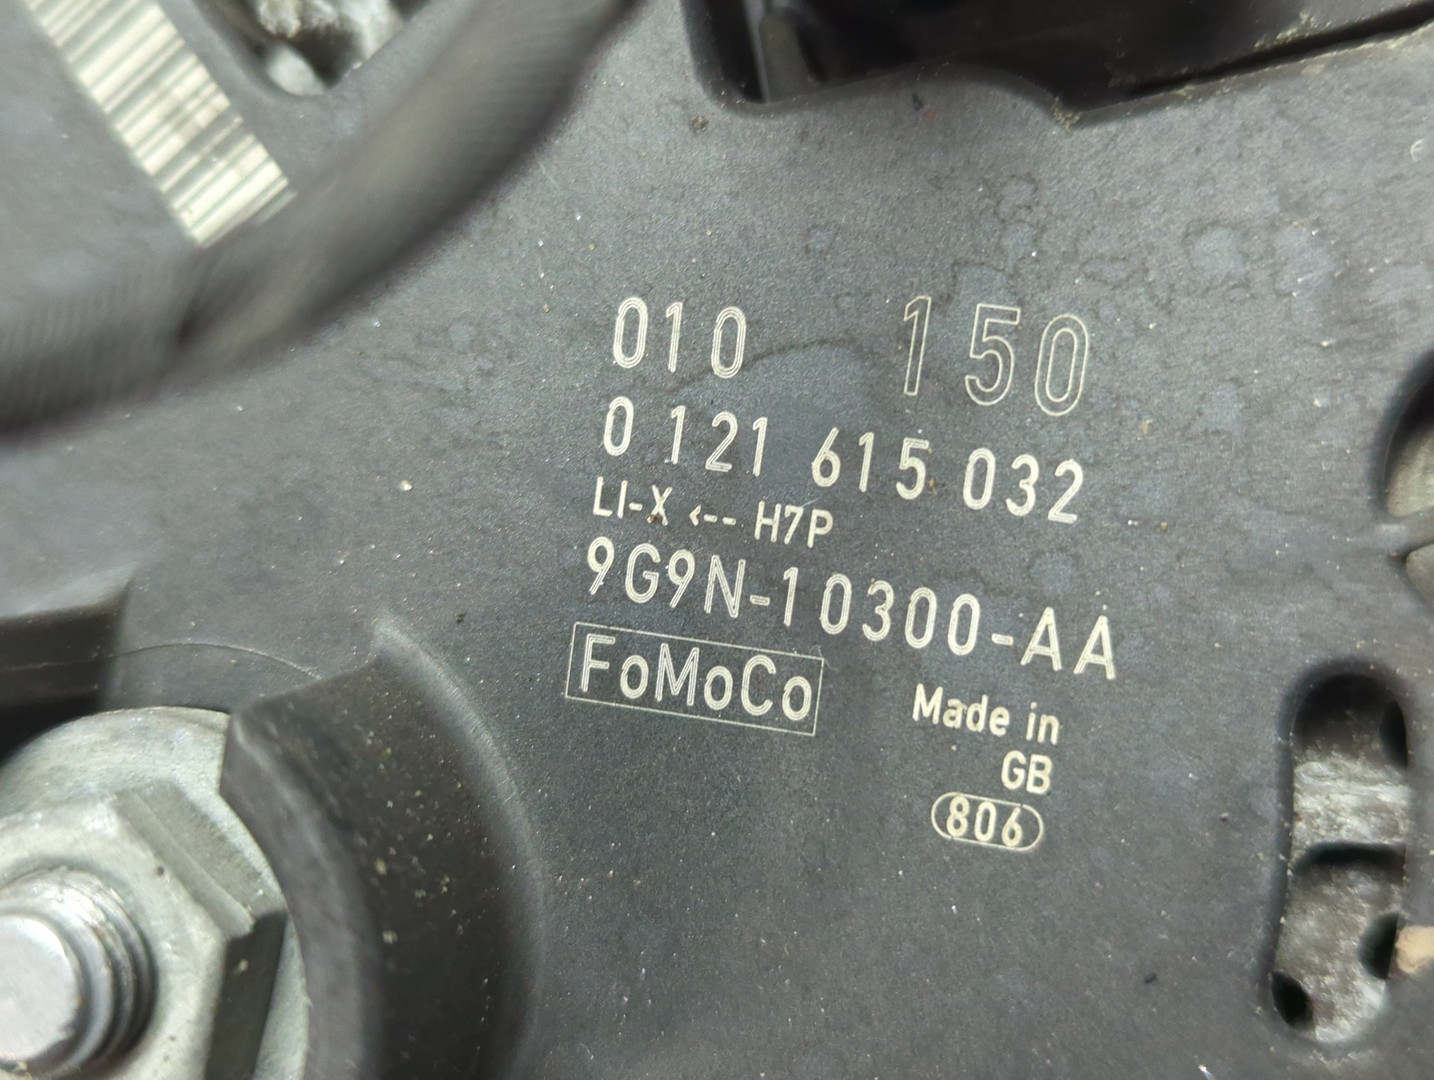 010 150
0 121 615 032
LI-X <-- H7P
9G9N-10300-AA
FoMoCo
Made in
GB
806